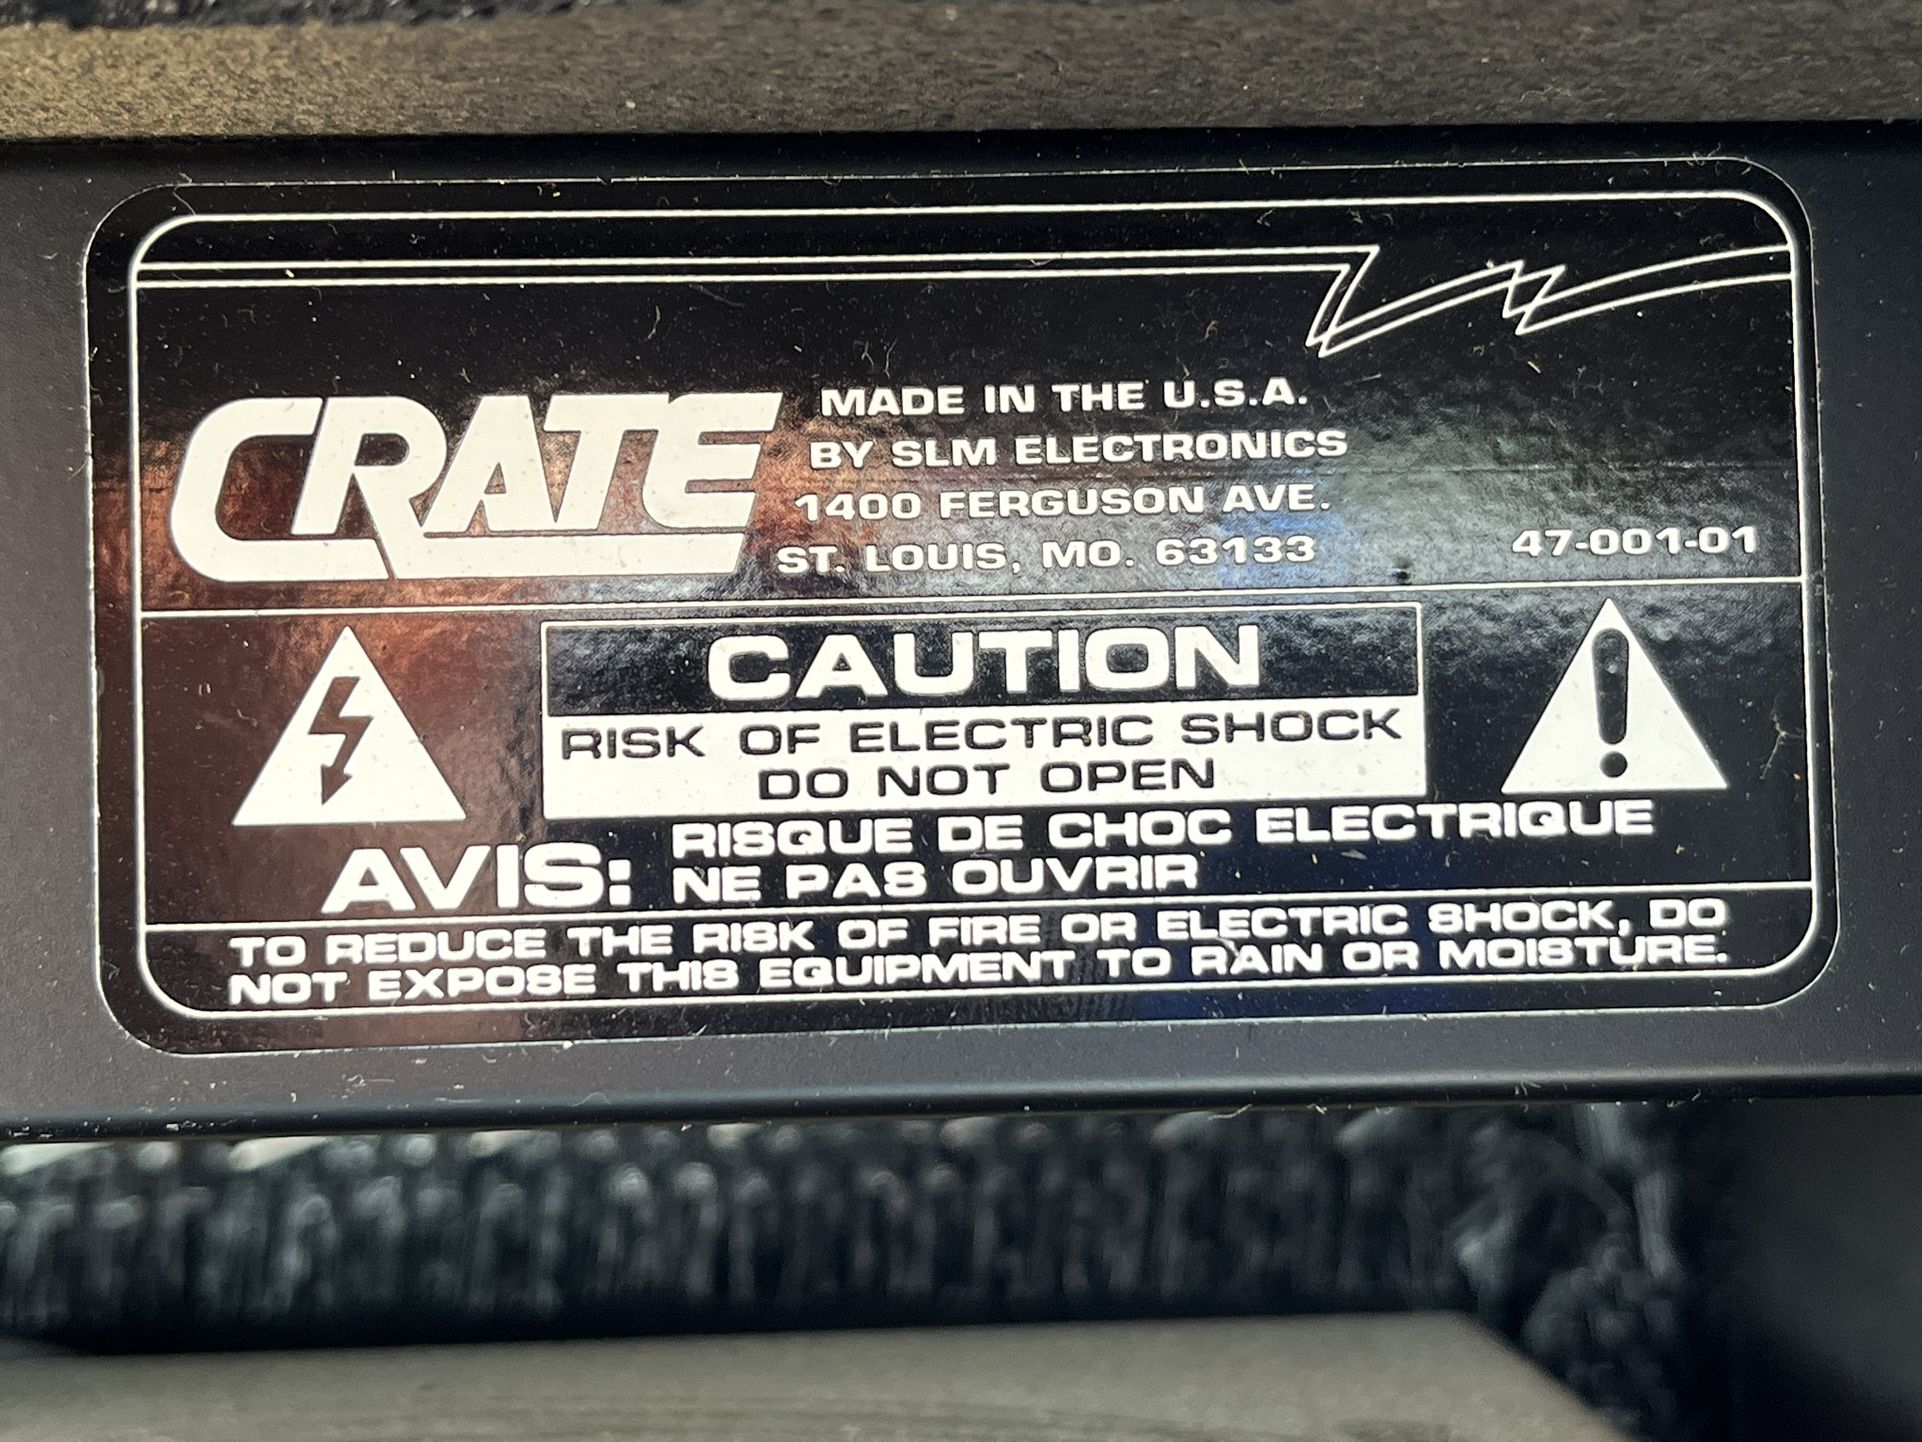 CRATE
MADE IN THE U.S.A.
BY SLM ELECTRONICS
1400 FERGUSON AVE.
ST. LOUIS, MO. 63133
47-001-01
CAUTION
RISK OF ELECTRIC SHOCK
DO NOT OPEN
AVIS:
RISQUE DE CHOC ELECTRIQUE
NE PAS OUVRIR
TO REDUCE THE RISK OF FIRE OR ELECTRIC SHOCK, DO
NOT EXPOSE THIS EQUIPMENT TO RAIN OR MOISTURE.